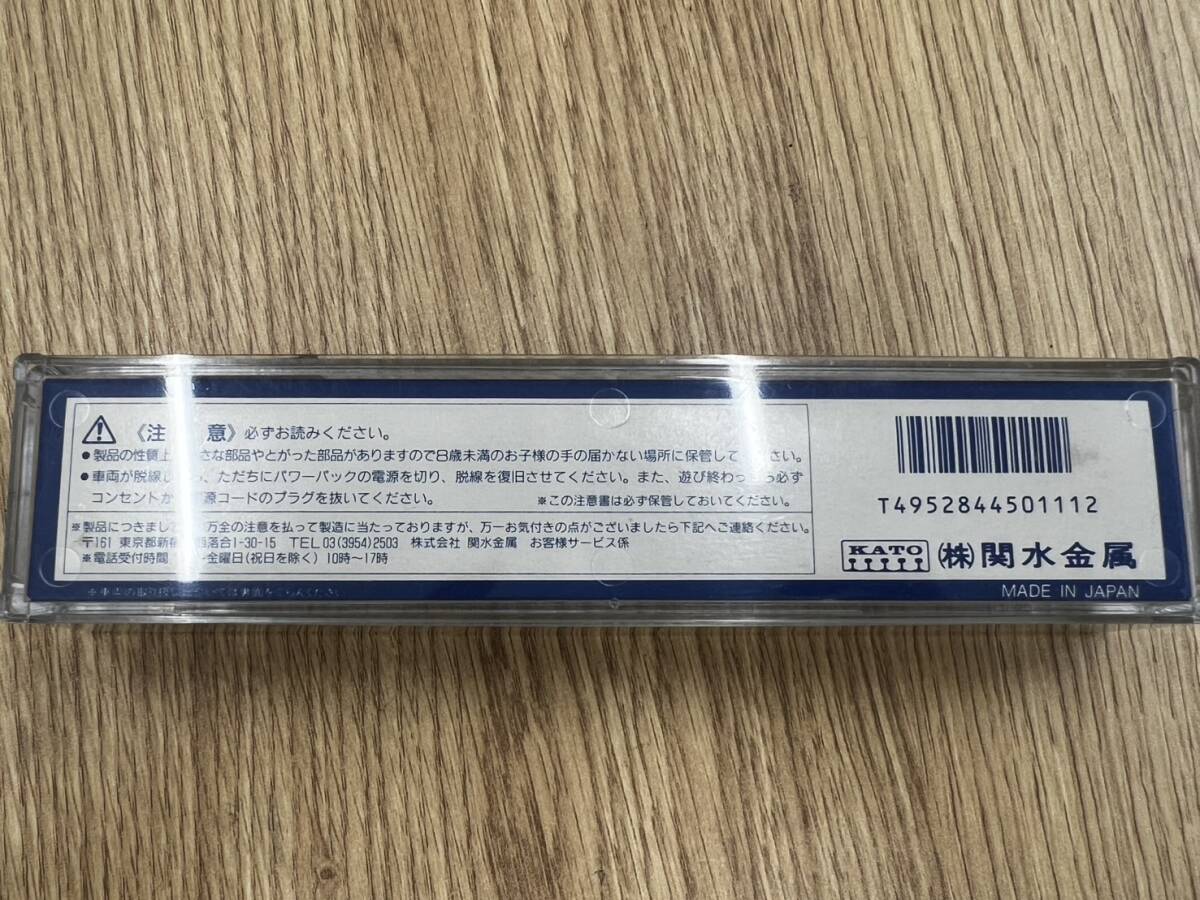 《注 意》必ずお読みください。
●製品の性質上 さな部品やとがった部品がありますので8歳未満のお子様の手の届かない場所に保管して ださい。
●車両が脱線し 、ただちにパワーパックの電源を切り、脱線を復旧させてください。また、遊び終わっ 必ず
コンセントか 源コードのプラグを抜いてください。 ※この注意書は必ず保管しておいてください。
※製品につきまして 万全の注意を払って製造に当たっておりますが、万一お気付きの点がございましたら下記へご連絡ください。
〒161 東京都新 落合1-30-15 TEL 03(3954)2503 株式会社 関水金属 お客様サービス係
※電話受付時間 金曜日(祝日を除く) 10時〜17時
T4952844501112
KATO (株)関水金属
MADE IN JAPAN